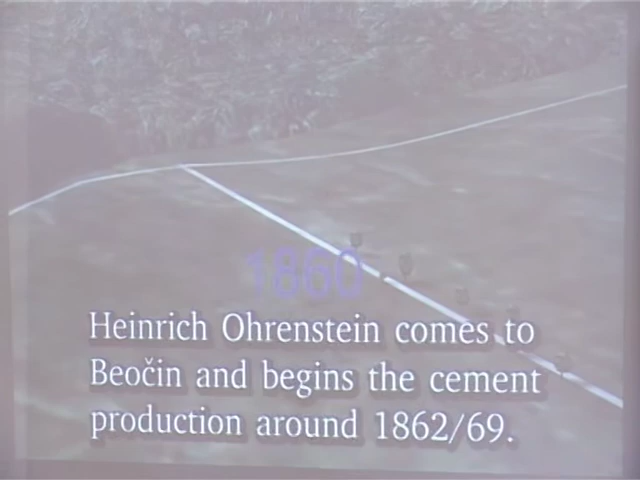 1860
Heinrich Ohrenstein comes to
Beočin and begins the cement
production around 1862/69.